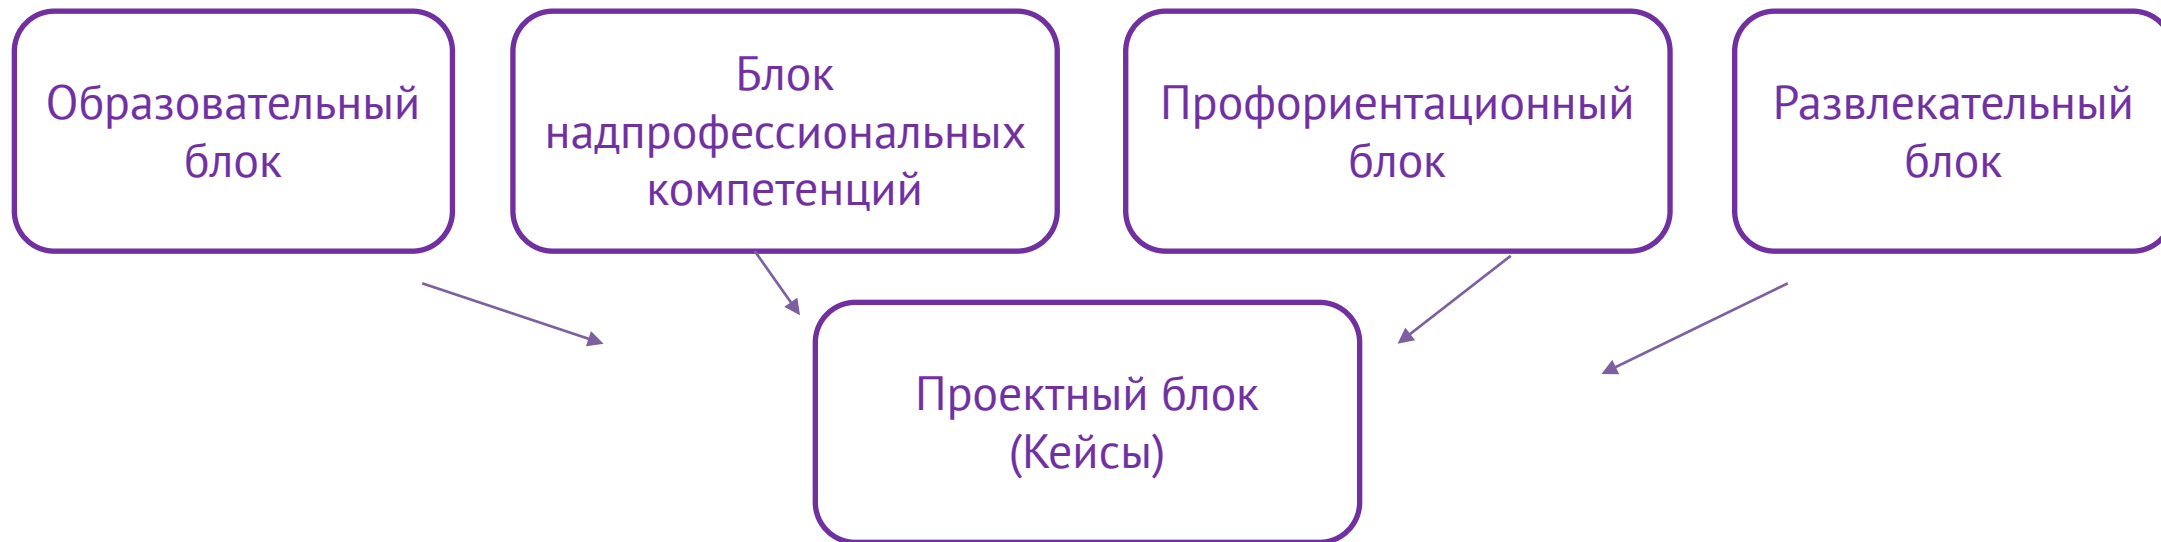 Образовательный
блок
Блок
надпрофессиональных
компетенций
Профориентационный
блок
Развлекательный
блок
Проектный блок
(Кейсы)